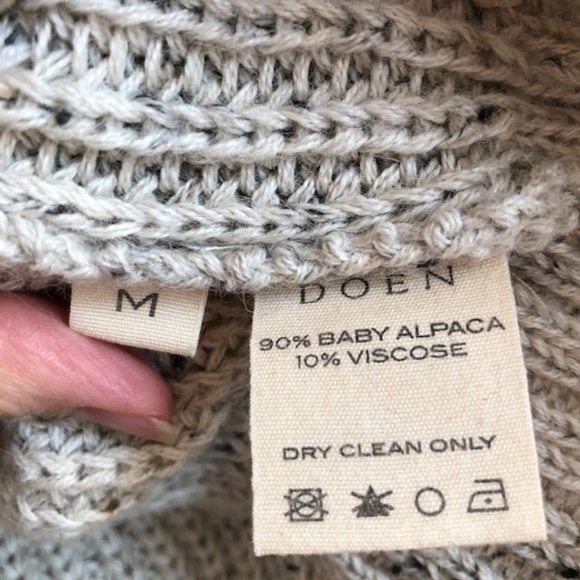 M
DOEN
90% BABY ALPACA
10% VISCOSE
DRY CLEAN ONLY